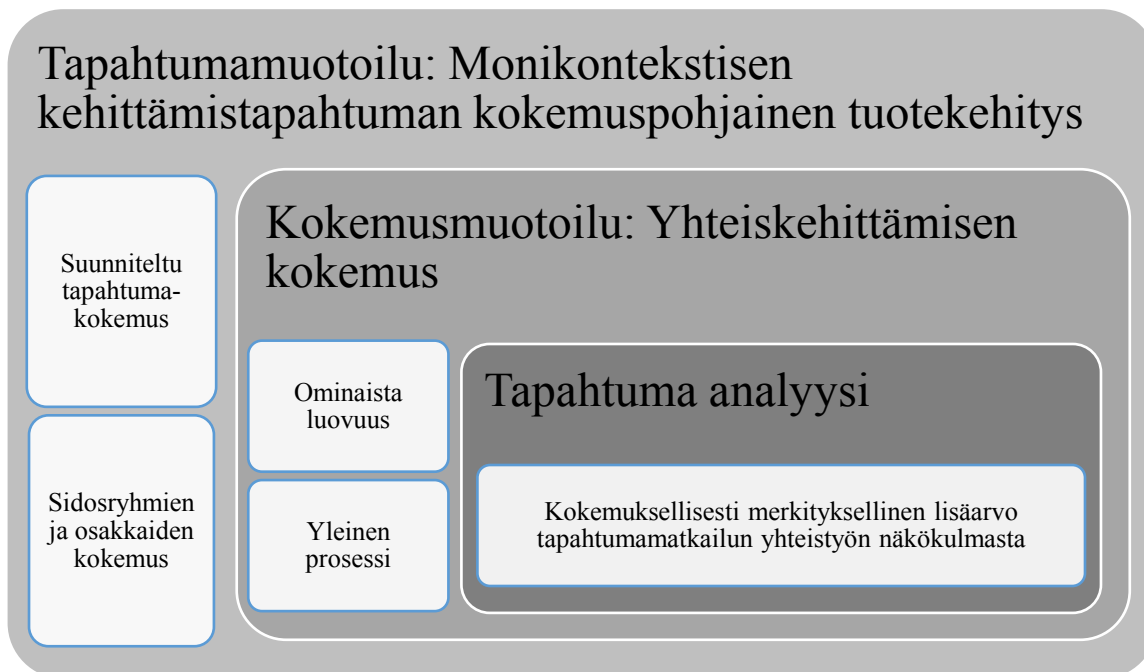 Tapahtumamuotoilu: Monikontekstisen
kehittämistapahtuman kokemuspohjainen tuotekehitys
Suunniteltu
tapahtuma-
kokemus
Sidosryhmien
ja osakkaiden
kokemus
Kokemusmuotoilu: Yhteiskehittämisen
kokemus
Ominaista
luovuus
Yleinen
prosessi
Tapahtuma analyysi
Kokemuksellisesti merkityksellinen lisäarvo
tapahtumamatkailun yhteistyön näkökulmasta